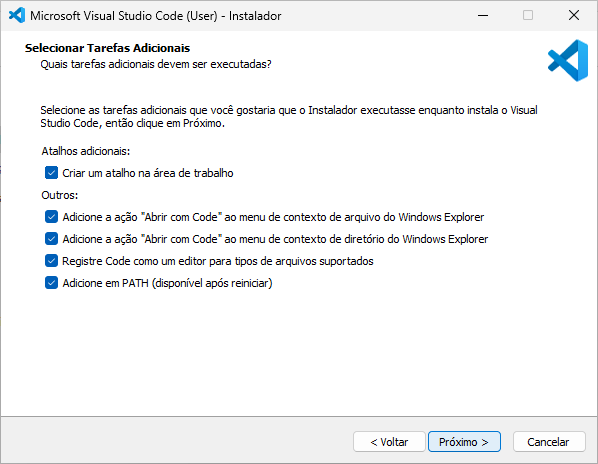 Microsoft Visual Studio Code (User) - Instalador
Selecionar Tarefas Adicionais
Quais tarefas adicionais devem ser executadas?
Selecione as tarefas adicionais que você gostaria que o Instalador executasse enquanto instala o Visual
Studio Code, então clique em Próximo.
Atalhos adicionais:
Criar um atalho na área de trabalho
Outros:
Adicione a ação "Abrir com Code" ao menu de contexto de arquivo do Windows Explorer
Adicione a ação "Abrir com Code" ao menu de contexto de diretório do Windows Explorer
Registre Code como um editor para tipos de arquivos suportados
Adicione em PATH (disponível após reiniciar)
< Voltar
Próximo >
Cancelar